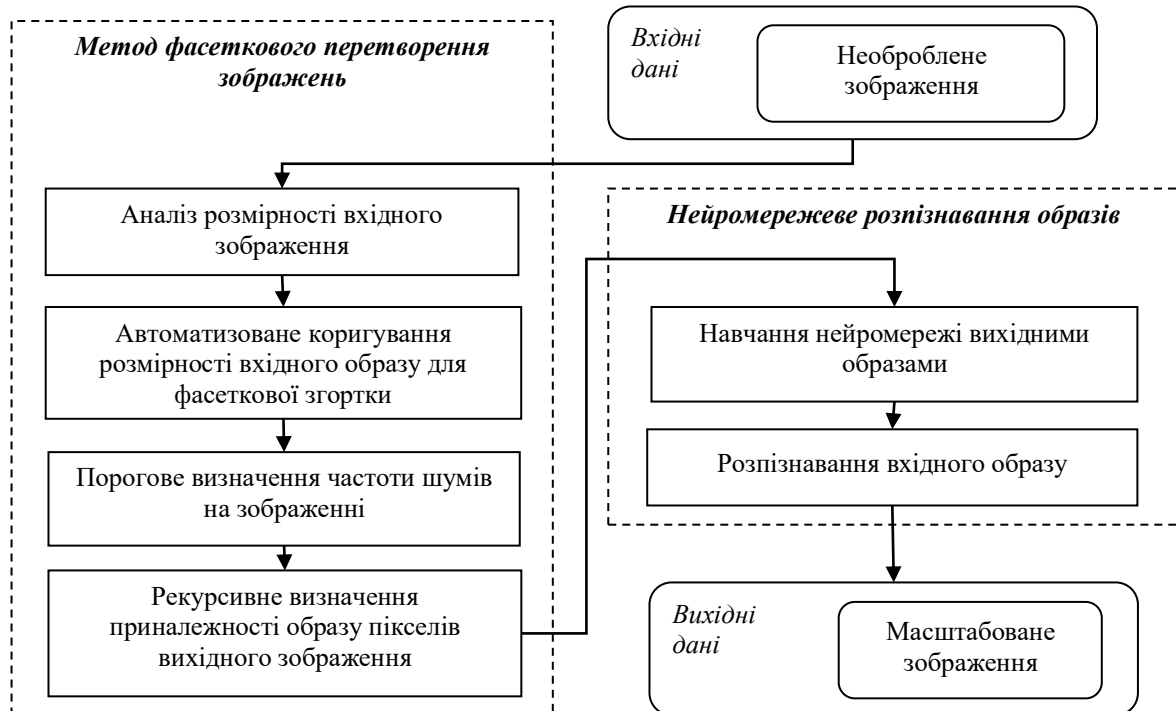 Метод фасеткового перетворення
зображень
Вхідні
дані
Необроблене
зображення
Аналіз розмірності вхідного
зображення
Автоматизоване коригування
розмірності вхідного образу для
фасеткової згортки
Порогове визначення частоти шумів
на зображенні
Рекурсивне визначення
приналежності образу пікселів
вихідного зображення
Нейромережеве розпізнавання образів
Навчання нейромережі вихідними
образами
Розпізнавання вхідного образу
Вихідні
дані
Масштабоване
зображення